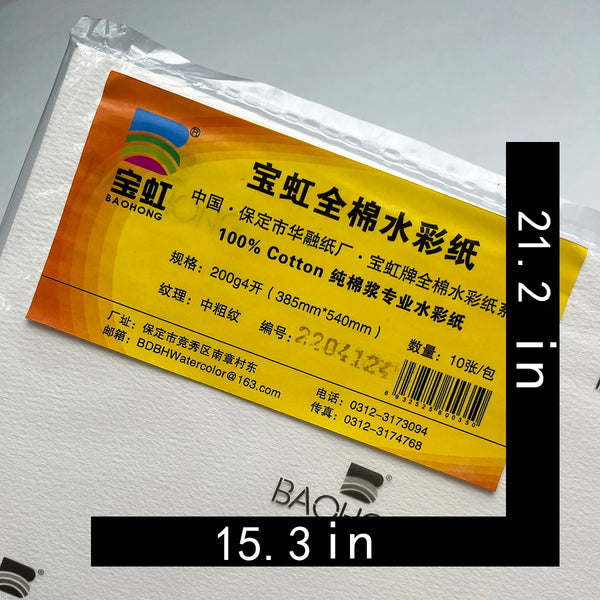 宝虹
BAOHONG
®
宝虹全棉水彩纸
中国·保定市华融纸厂·宝虹牌全棉水彩纸系
100% Cotton 纯棉浆专业水彩纸
规格：200g4开（385mm*540mm）
纹理：中粗纹 编号：2204124 数量：10张/包
厂址：保定市竞秀区南章村东
邮箱：BDBHWatercolor@163.com
电话：0312-3173094
传真：0312-3174768
21.2 in
BAOHONG
15.3 in